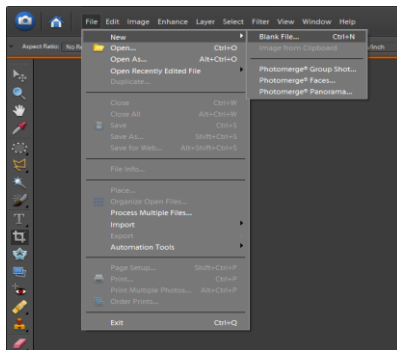 File Edit Image Enhance Layer Select Filter View Window Help
Aspect Ratio: No Re
/Inch
New
Open... Ctrl+O
Open As... Alt+Ctrl+O
Open Recently Edited File
Duplicate...
Close Ctrl+W
Close All Alt+Ctrl+W
Save Ctrl+S
Save As... Shift+Ctrl+S
Save for Web... Alt+Shift+Ctrl+S
File Info...
Place...
Organize Open Files...
Process Multiple Files...
Import
Export
Automation Tools
Page Setup... Shift+Ctrl+P
Print... Ctrl+P
Print Multiple Photos... Alt+Ctrl+P
Order Prints...
Exit Ctrl+Q
Blank File... Ctrl+N
Image from Clipboard
Photomerge® Group Shot...
Photomerge® Faces...
Photomerge® Panorama...
T